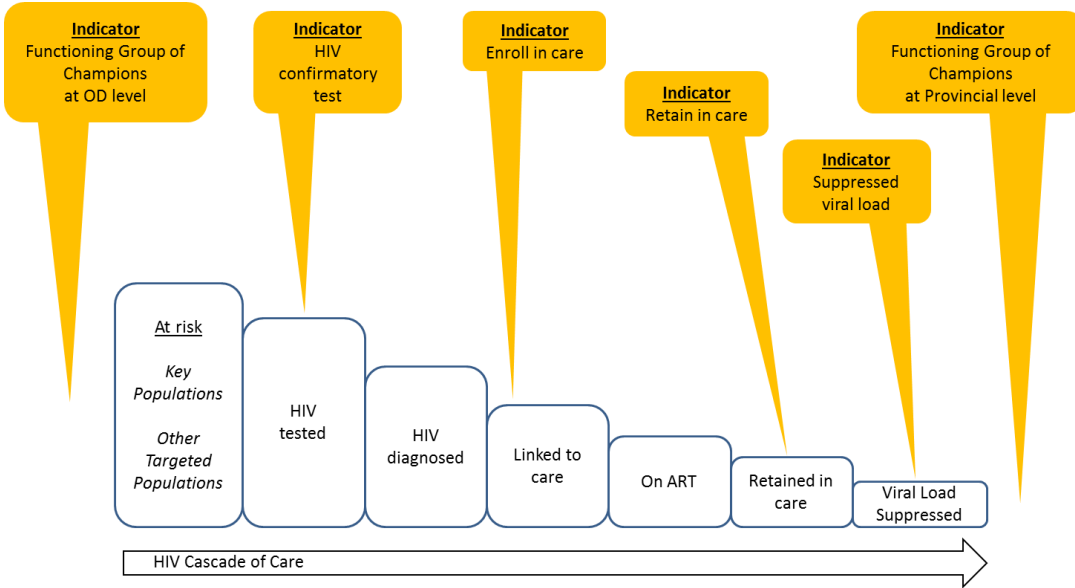 Indicator
Functioning Group of
Champions
at OD level
Indicator
HIV
confirmatory
test
Indicator
Enroll in care
Indicator
Retain in care
Indicator
Suppressed
viral load
Indicator
Functioning Group of
Champions
at Provincial level
At risk
Key
Populations
Other
Targeted
Populations
HIV
tested
HIV
diagnosed
Linked to
care
On ART
Retained in
care
Viral Load
Suppressed
HIV Cascade of Care